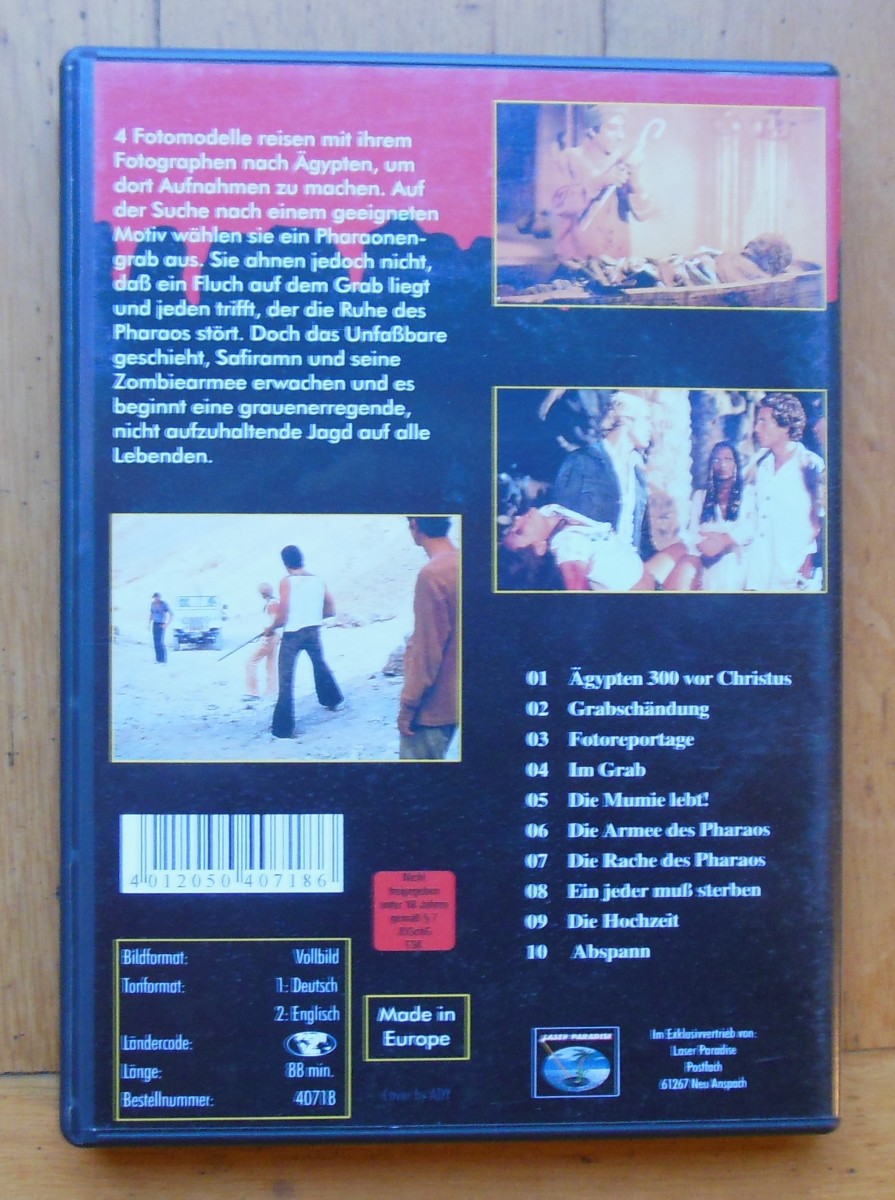 4 Fotomodelle reisen mit ihrem
Fotographen nach Ägypten, um
dort Aufnahmen zu machen. Auf
der Suche nach einem geeigneten
Motiv wählen sie ein Pharaonen-
grab aus. Sie ahnen jedoch nicht,
daß ein Fluch auf dem Grab liegt
und jeden trifft, der die Ruhe des
Pharaos stört. Doch das Unfaßbare
geschieht, Safiramn und seine
Zombiearmee erwachen und es
beginnt eine grauenerregende,
nicht aufzuhaltende Jagd auf alle
Lebenden.
01 Ägypten 300 vor Christus
02 Grabschändung
03 Fotoreportage
04 Im Grab
05 Die Mumie lebt!
06 Die Armee des Pharaos
07 Die Rache des Pharaos
08 Ein jeder muß sterben
09 Die Hochzeit
10 Abspann
4 012050 407186
Nicht
freigegeben
unter 18 Jahren
gemäß § 7
JÖSchG
FSK
Bildformat: Vollbild
Tonformat: 1: Deutsch
2: Englisch
Ländercode:
Länge: 88 min.
Bestellnummer: 40718
Made in
Europe
Cover by
LASER PARADISE
Im Exklusivvertrieb von:
Laser Paradise
Postfach
61267 Neu Anspach